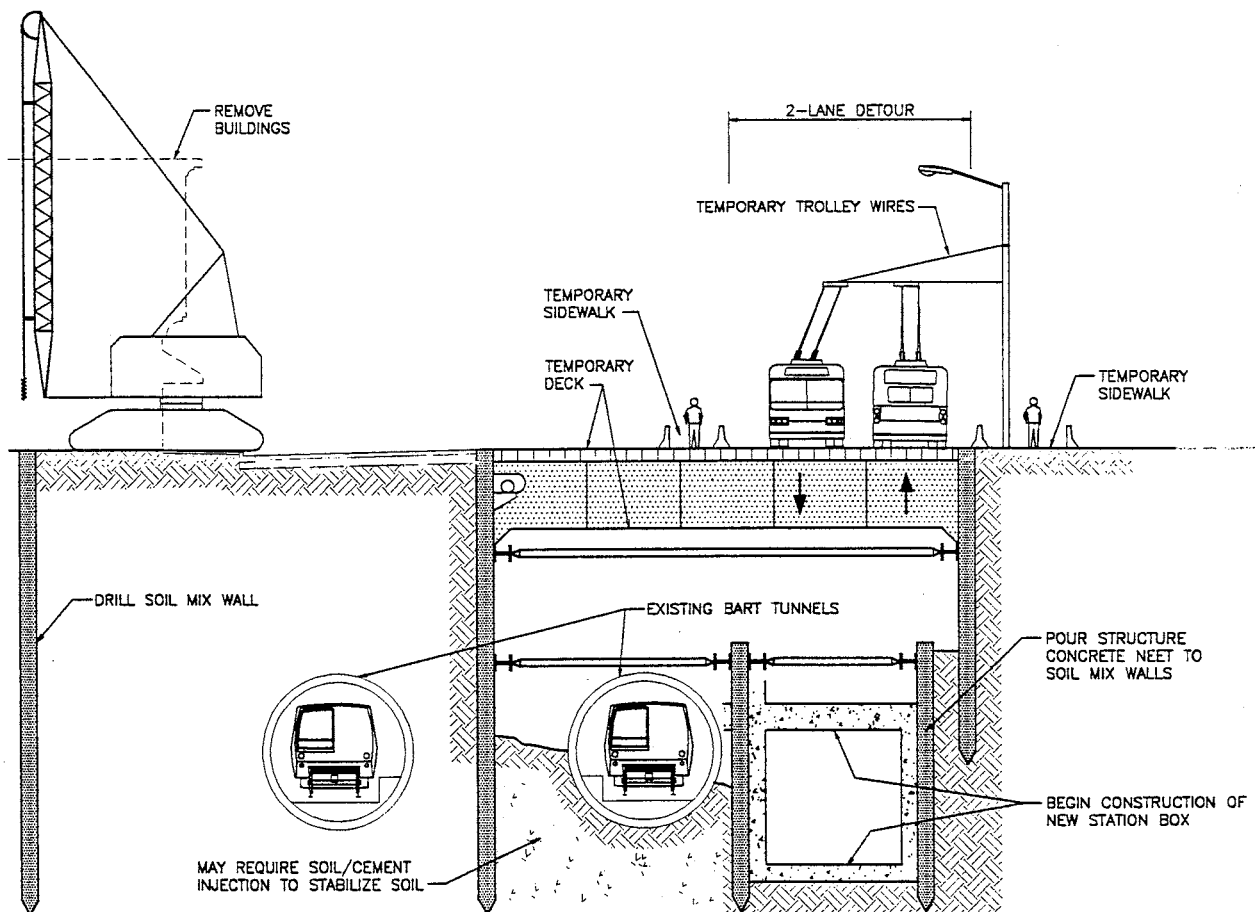 REMOVE
BUILDINGS
2-LANE DETOUR
TEMPORARY TROLLEY WIRES
TEMPORARY
SIDEWALK
TEMPORARY
DECK
TEMPORARY
SIDEWALK
DRILL SOIL MIX WALL
EXISTING BART TUNNELS
POUR STRUCTURE
CONCRETE NEET TO
SOIL MIX WALLS
BEGIN CONSTRUCTION OF
NEW STATION BOX
MAY REQUIRE SOIL/CEMENT
INJECTION TO STABILIZE SOIL